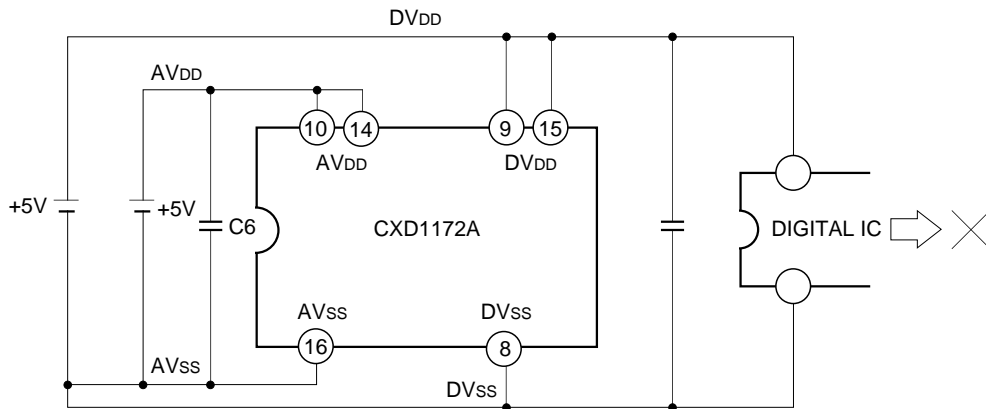 DVDD
AVDD
10
14
9
15
AVDD
DVDD
+5V
+5V
C6
CXD1172A
DIGITAL IC
AVSS
DVSS
16
8
AVSS
DVSS